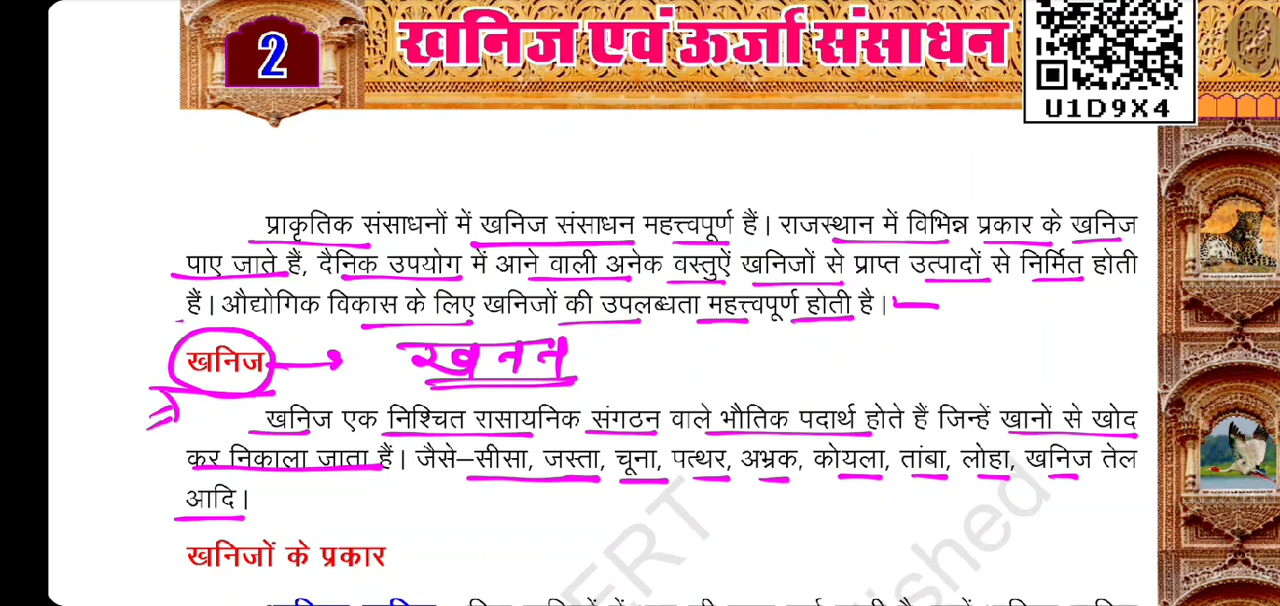 2
खनिज एवं ऊर्जा संसाधन
U1D9X4
प्राकृतिक संसाधनों में खनिज संसाधन महत्त्वपूर्ण हैं। राजस्थान में विभिन्न प्रकार के खनिज
पाए जाते हैं, दैनिक उपयोग में आने वाली अनेक वस्तुऐं खनिजों से प्राप्त उत्पादों से निर्मित होती
हैं। औद्योगिक विकास के लिए खनिजों की उपलब्धता महत्त्वपूर्ण होती है।
खनिज
खनन
खनिज एक निश्चित रासायनिक संगठन वाले भौतिक पदार्थ होते हैं जिन्हें खानों से खोद
कर निकाला जाता हैं। जैसे–सीसा, जस्ता, चूना, पत्थर, अभ्रक, कोयला, तांबा, लोहा, खनिज तेल
आदि।
खनिजों के प्रकार